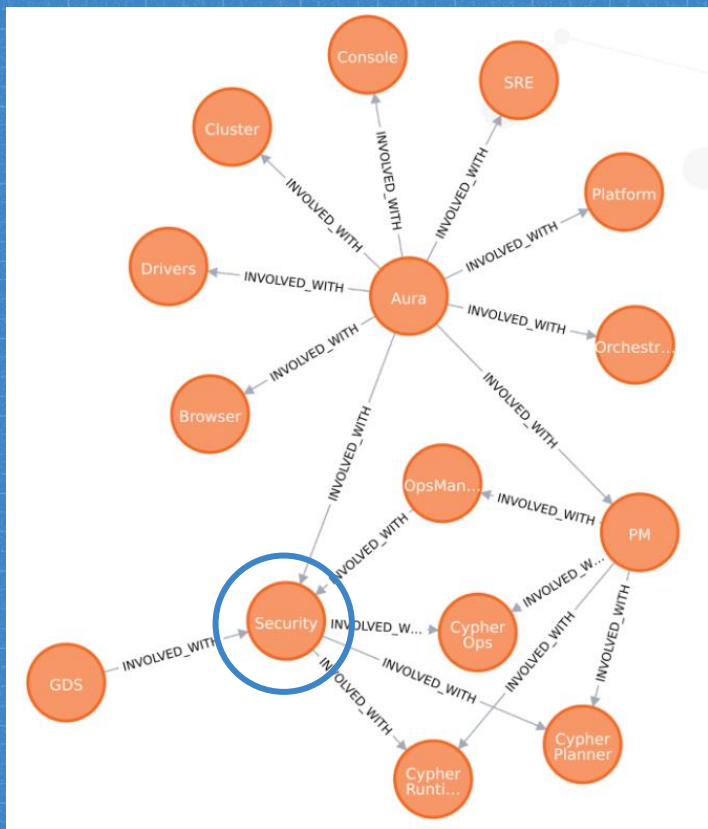 Console
SRE
Cluster
INVOLVED_WITH
INVOLVED_WITH
INVOLVED_WITH
Platform
INVOLVED_WITH
Drivers
INVOLVED_WITH
Aura
INVOLVED_WITH
Orchestr...
INVOLVED_WITH
Browser
INVOLVED_WITH
INVOLVED_WITH
OpsMan...
INVOLVED_WITH
PM
INVOLVED_WITH
INVOLVED_W...
Security
INVOLVED_W...
Cypher
Ops
INVOLVED_WITH
INVOLVED_WITH
GDS
INVOLVED_WITH
INVOLVED_WITH
INVOLVED_WITH
Cypher
Planner
Cypher
Runti...